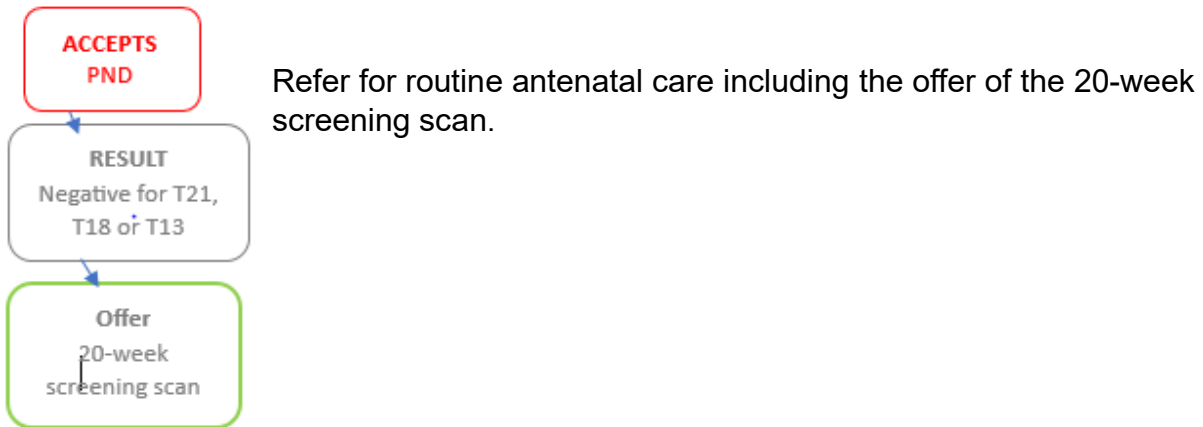 ACCEPTS
PND
Refer for routine antenatal care including the offer of the 20-week
screening scan.
RESULT
Negative for T21,
T18 or T13
Offer
20-week
screening scan